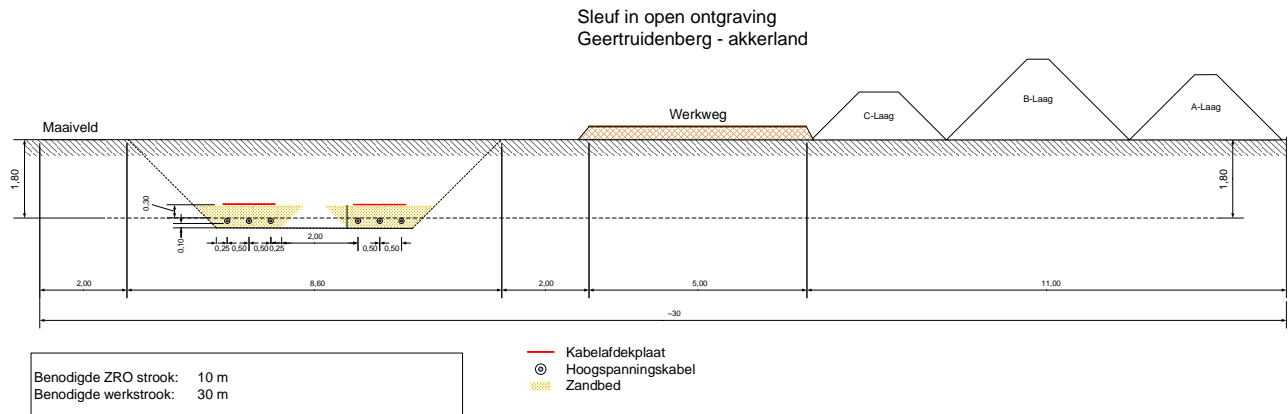 Sleuf in open ontgraving
Geertruidenberg - akkerland
B-Laag
A-Laag
C-Laag
Werkweg
Maaiveld
1,80
1,80
0,30
0,10
0,25
0,50
0,50
0,25
2,00
0,50
0,50
2,00
8,60
2,00
5,00
11,00
~30
Kabelafdekplaat
Hoogspanningskabel
Zandbed
Benodigde ZRO strook: 10 m
Benodigde werkstrook: 30 m